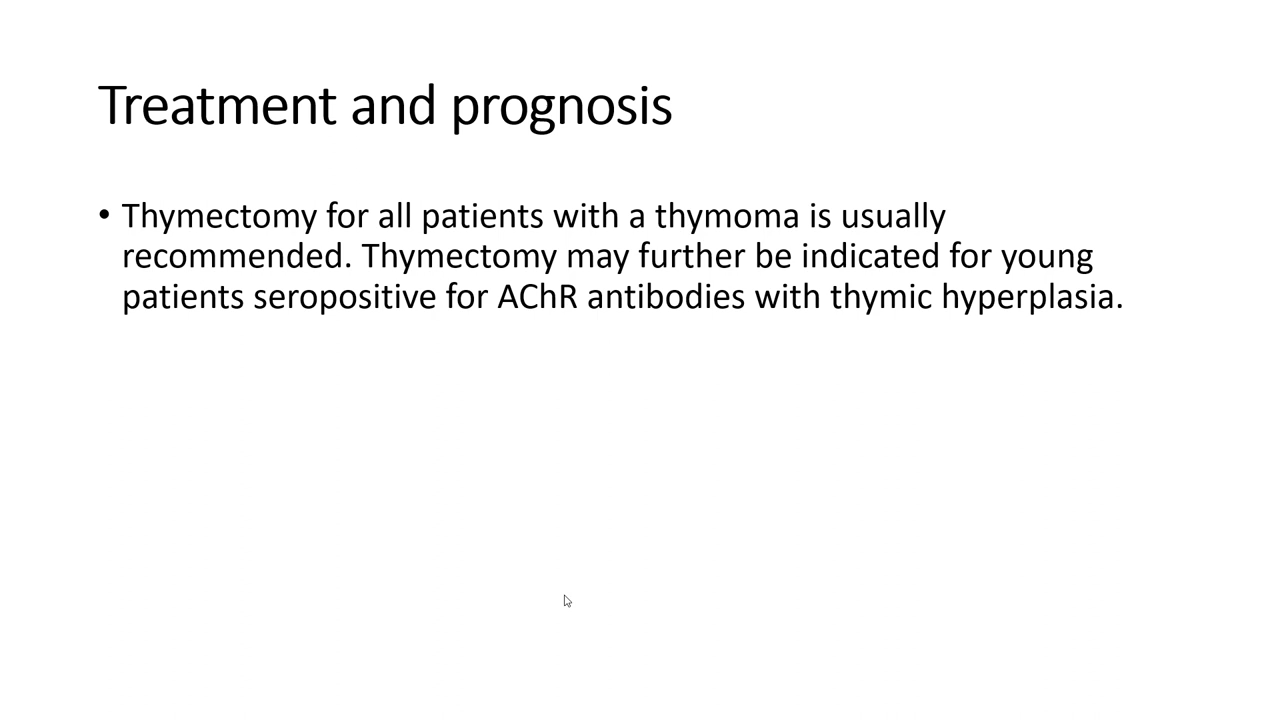 Treatment and prognosis
• Thymectomy for all patients with a thymoma is usually
recommended. Thymectomy may further be indicated for young
patients seropositive for AChR antibodies with thymic hyperplasia.